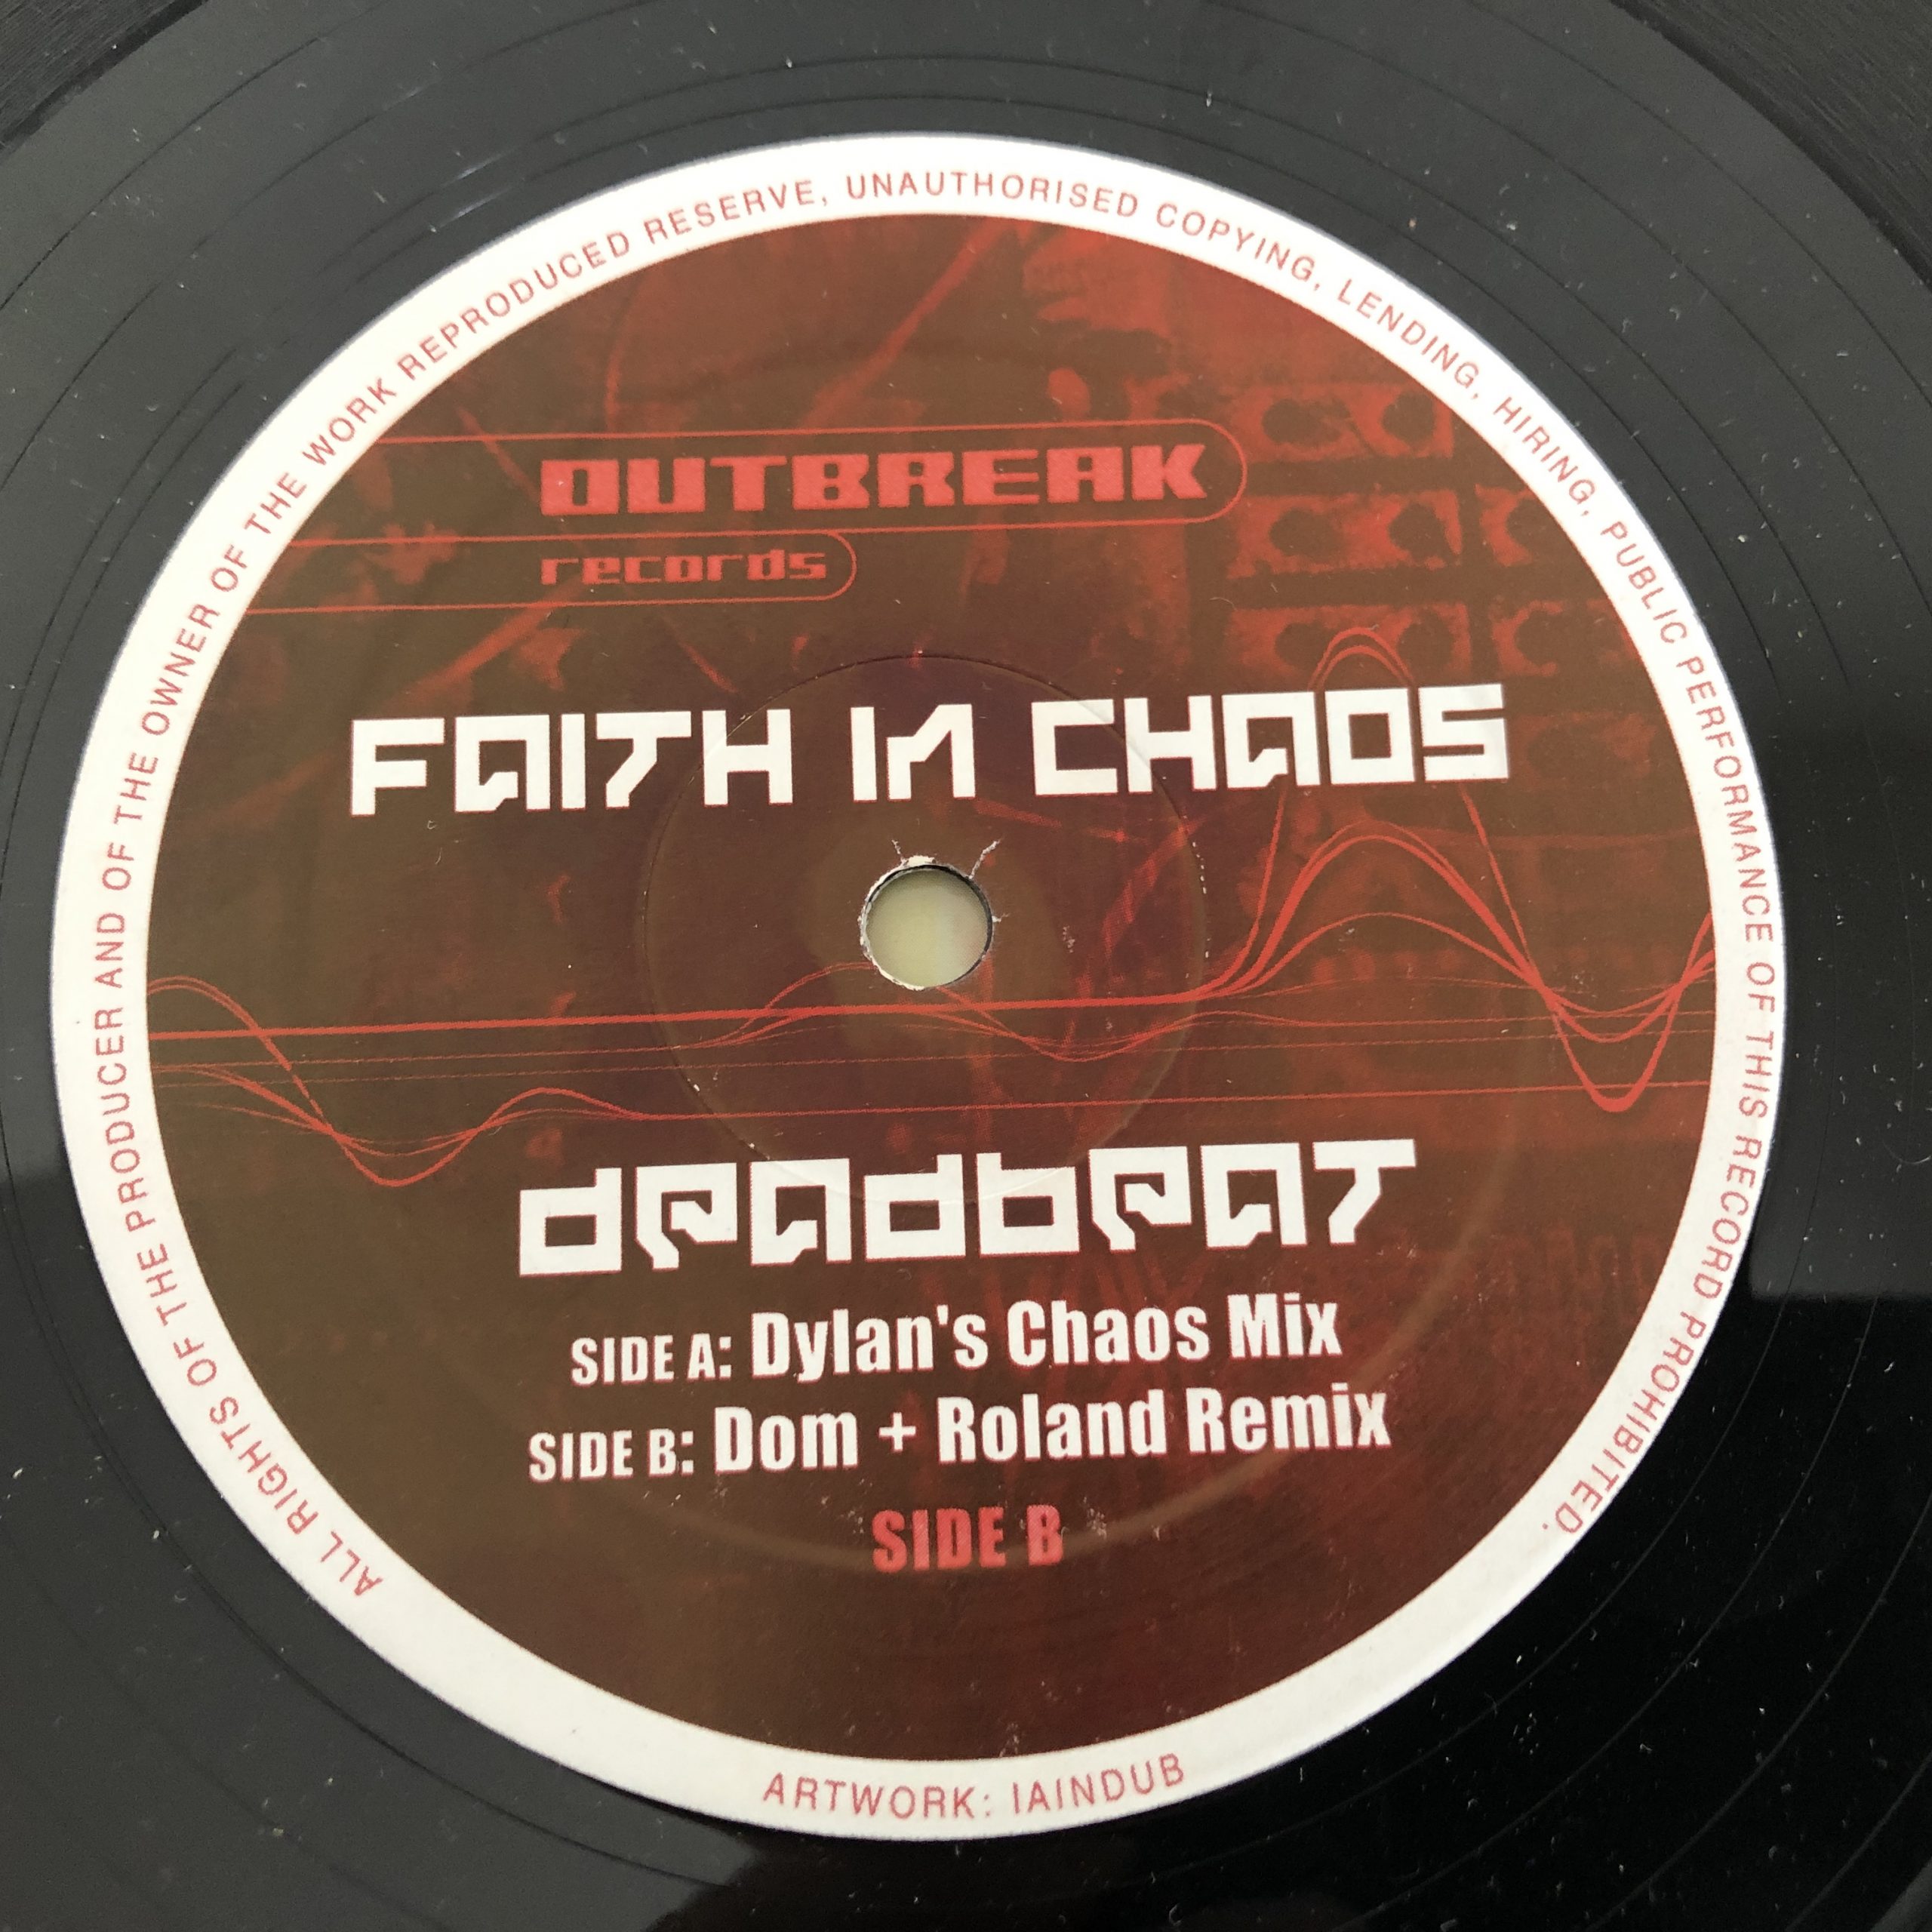 ALL RIGHTS OF THE PRODUCER AND OF THE OWNER OF THE WORK REPRODUCED RESERVE, UNAUTHORISED COPYING, LENDING, HIRING, PUBLIC PERFORMANCE OF THIS RECORD PROHIBITED.
OUTBREAK
records
FAITH IN CHAOS
deadbeat
SIDE A: Dylan's Chaos Mix
SIDE B: Dom + Roland Remix
SIDE B
ARTWORK: IAINDUB